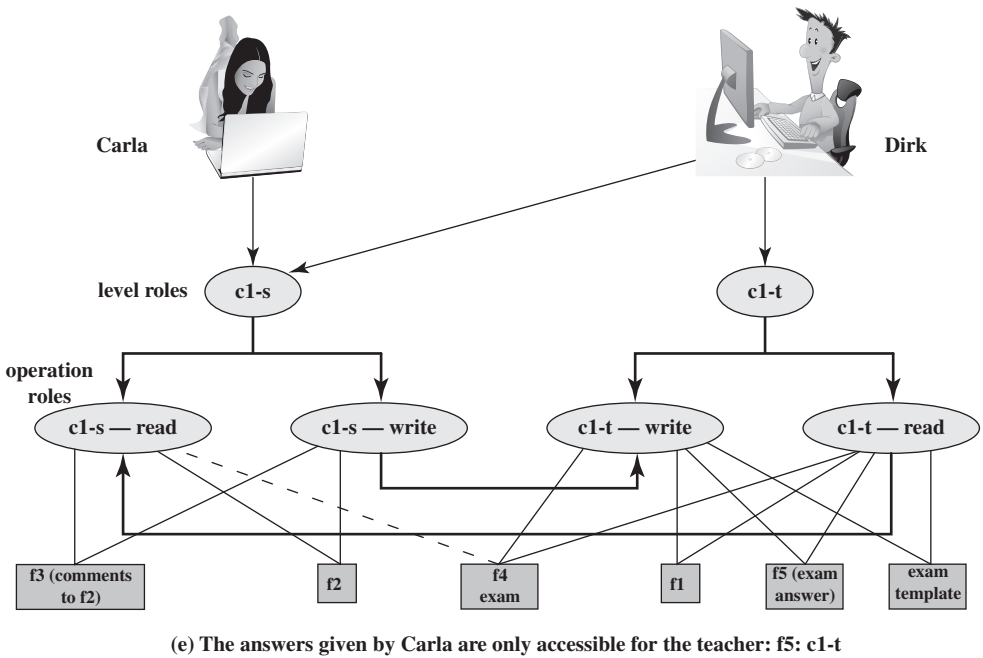 Carla
Dirk
level roles
c1-s
c1-t
operation
roles
c1-s — read
c1-s — write
c1-t — write
c1-t — read
f3 (comments
to f2)
f2
f4
exam
f1
f5 (exam
answer)
exam
template
(e) The answers given by Carla are only accessible for the teacher: f5: c1-t